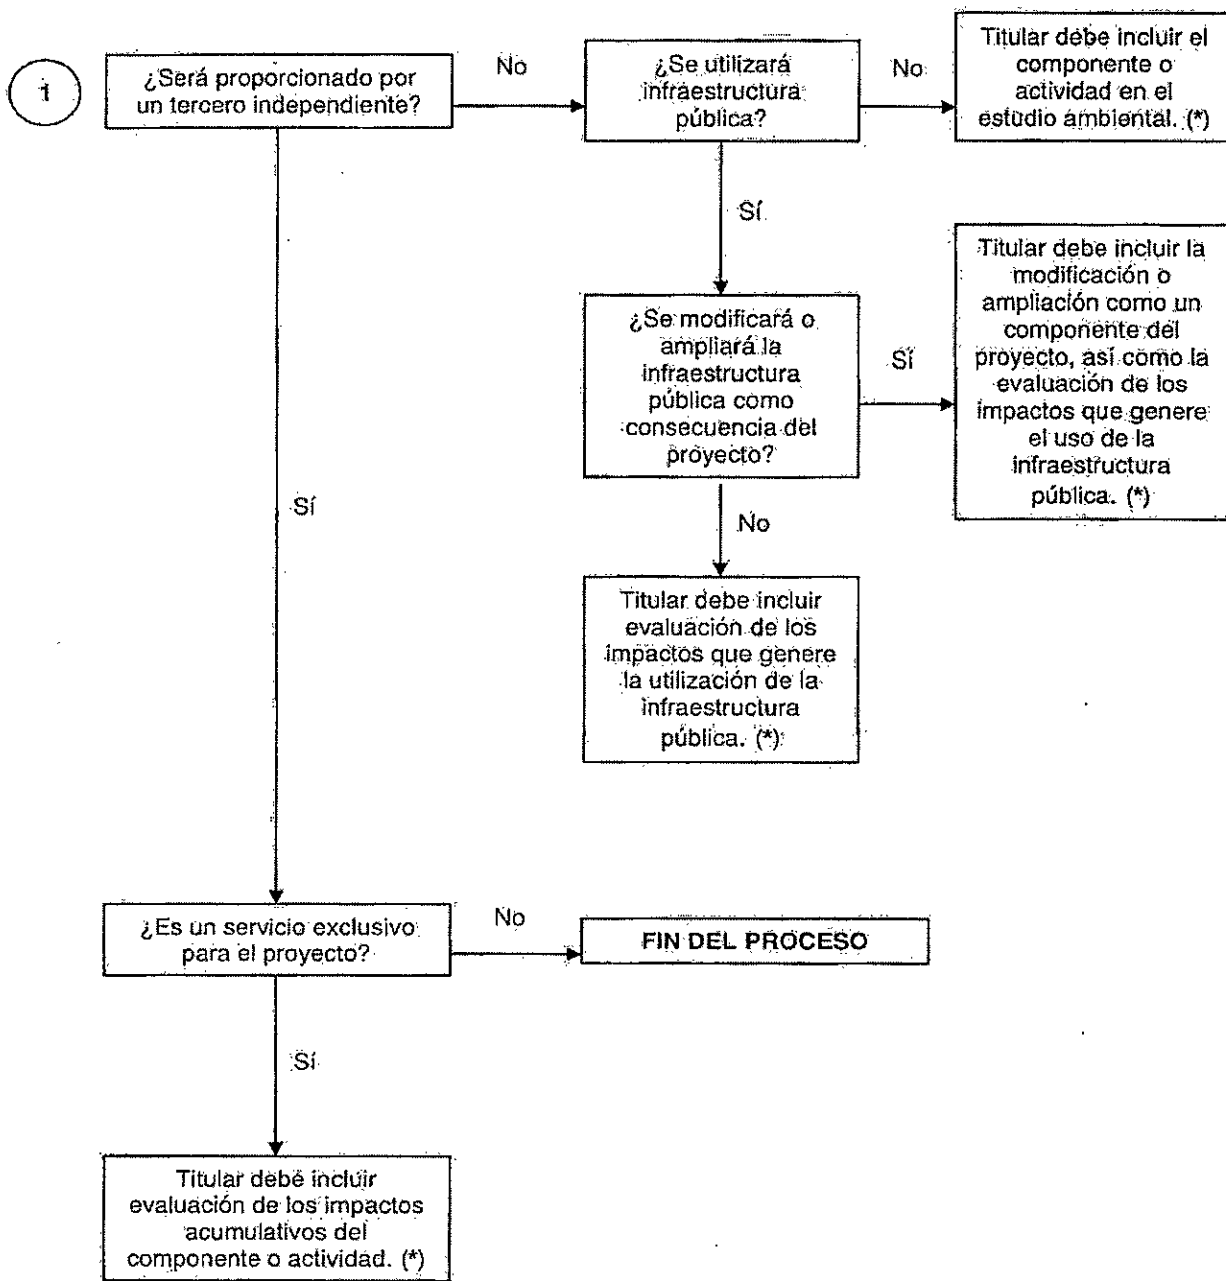 1
¿Será proporcionado por
un tercero independiente?
No
¿Se utilizará
infraestructura
pública?
No
Titular debe incluir el
componente o
actividad en el
estudio ambiental. (*)
Sí
¿Se modificará o
ampliará la
infraestructura
pública como
consecuencia del
proyecto?
Sí
Titular debe incluir la
modificación o
ampliación como un
componente del
proyecto, así como la
evaluación de los
impactos que genere
el uso de la
infraestructura
pública. (*)
Sí
No
Titular debe incluir
evaluación de los
impactos que genere
la utilización de la
infraestructura
pública. (*)
¿Es un servicio exclusivo
para el proyecto?
No
FIN DEL PROCESO
Sí
Titular debe incluir
evaluación de los impactos
acumulativos del
componente o actividad. (*)